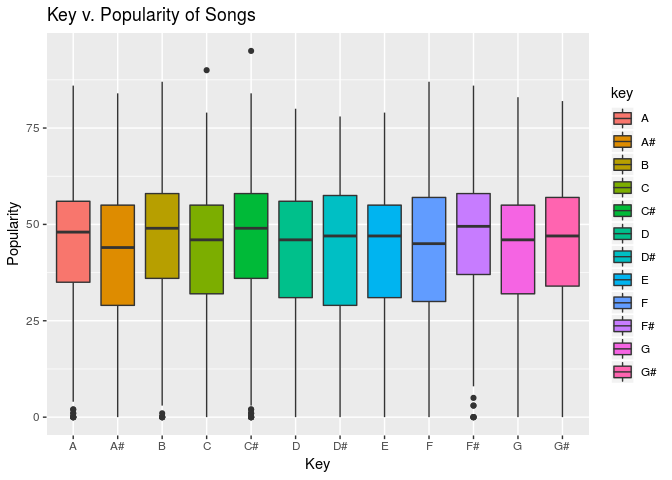 Key v. Popularity of Songs
Popularity
75
50
25
0
A A# B C C# D D# E F F# G G#
Key
key
A
A#
B
C
C#
D
D#
E
F
F#
G
G#